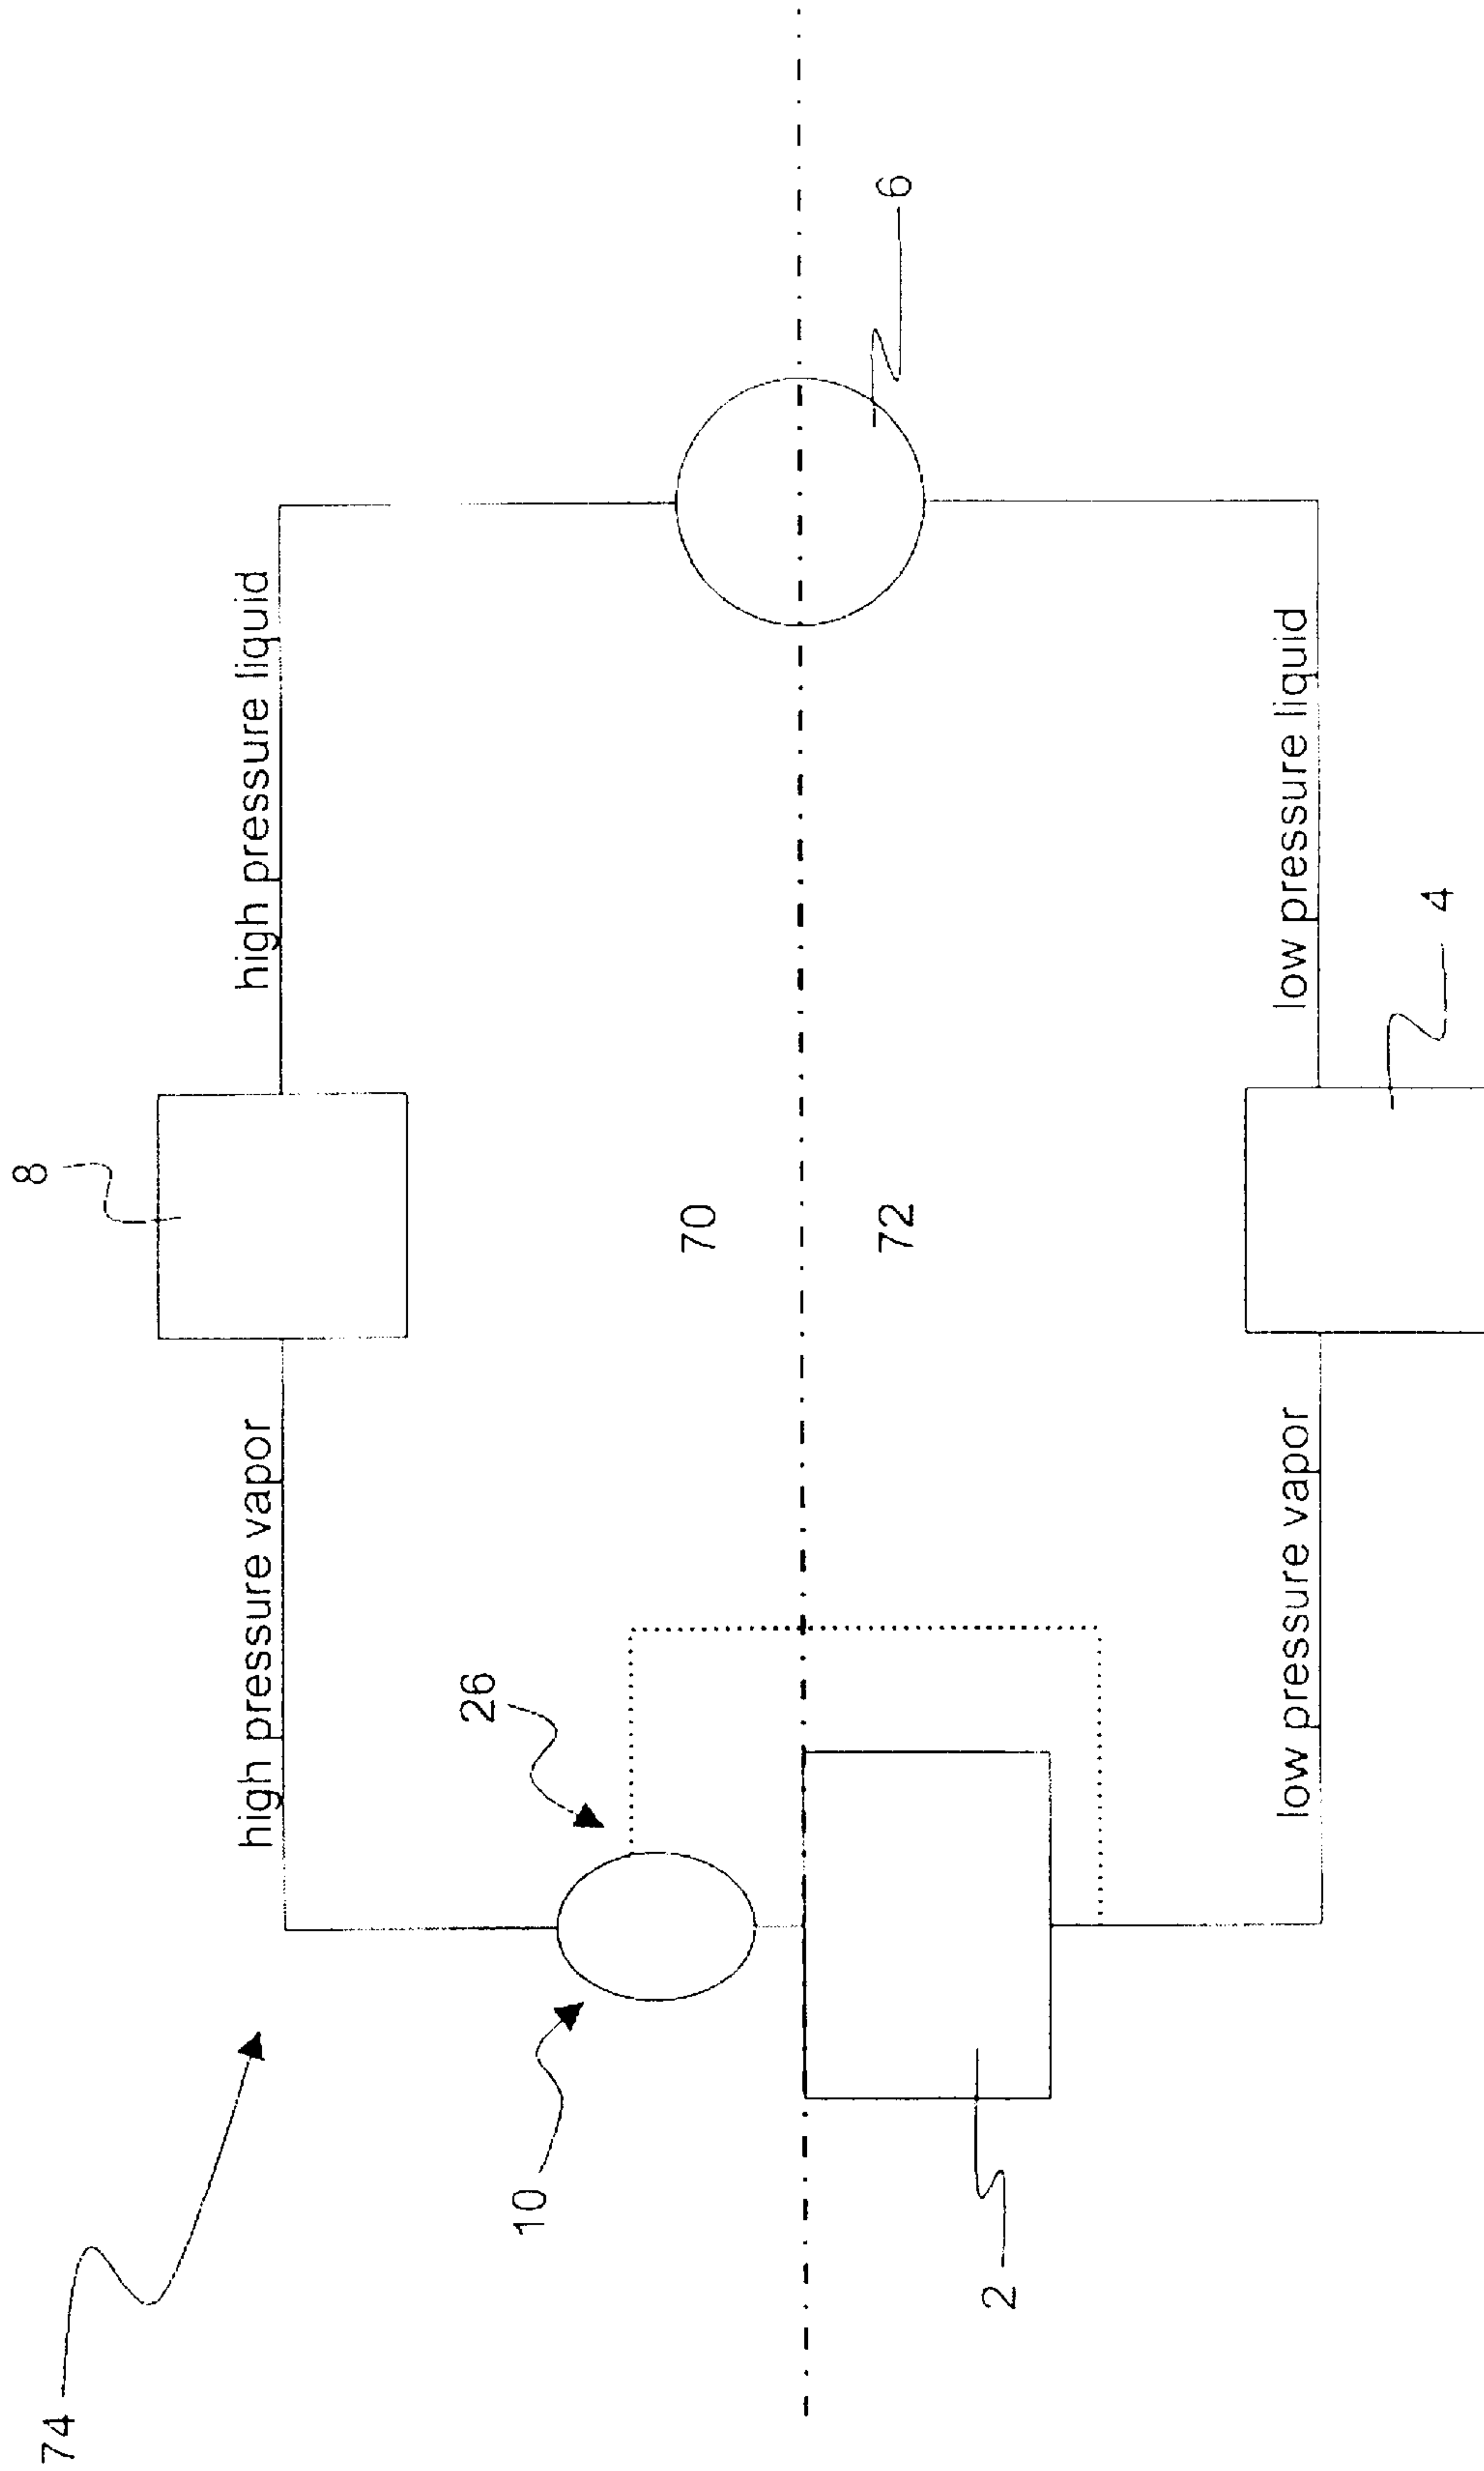 74
high pressure vapor
8
high pressure liquid
10
26
70
72
6
2
low pressure vapor
4
low pressure liquid